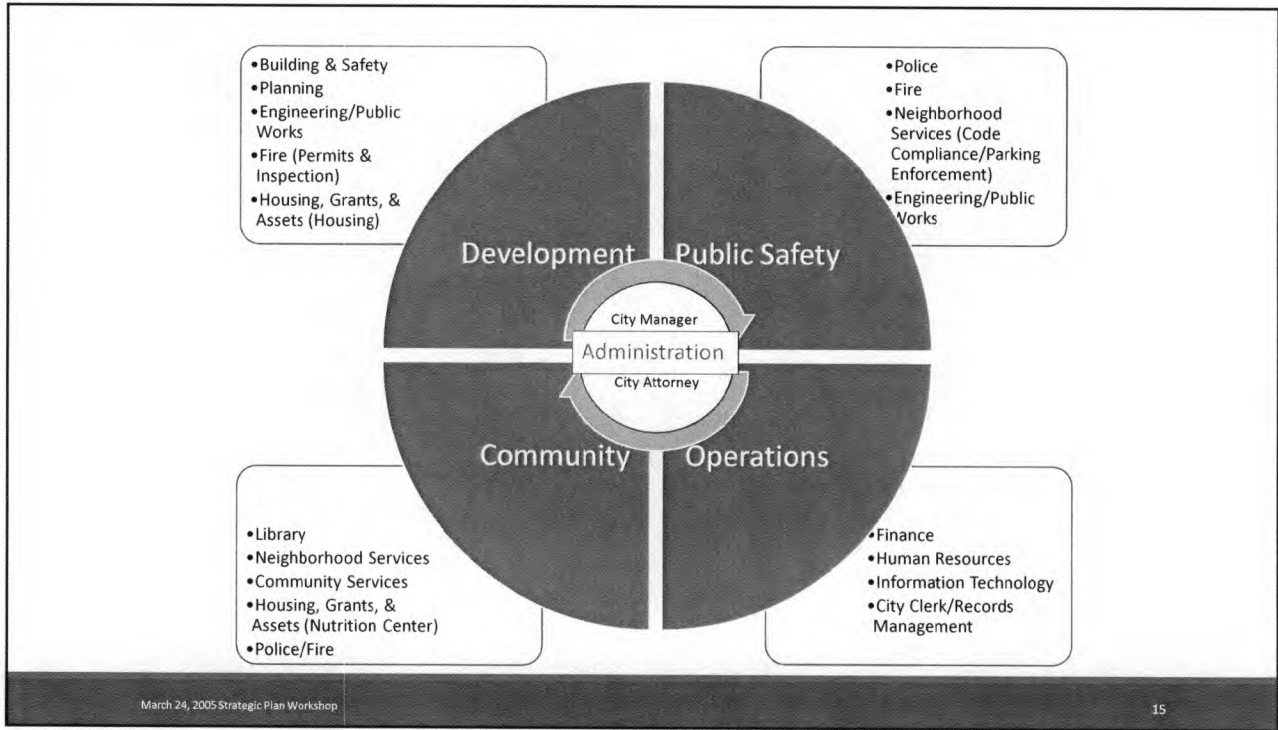 •Building & Safety
•Planning
•Engineering/Public
Works
•Fire (Permits &
Inspection)
•Housing, Grants, &
Assets (Housing)
•Police
•Fire
•Neighborhood
Services (Code
Compliance/Parking
Enforcement)
•Engineering/Public
Works
Development
Public Safety
City Manager
Administration
City Attorney
Community
Operations
•Library
•Neighborhood Services
•Community Services
•Housing, Grants, &
Assets (Nutrition Center)
•Police/Fire
•Finance
•Human Resources
•Information Technology
•City Clerk/Records
Management
March 24, 2005 Strategic Plan Workshop
15